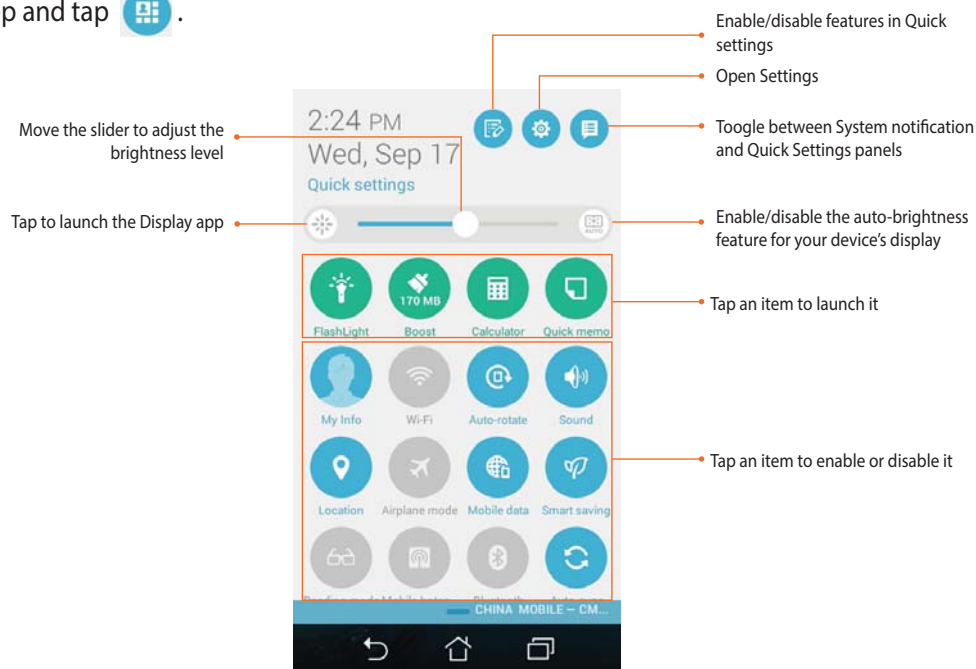 p and tap .
Enable/disable features in Quick
settings
Open Settings
Move the slider to adjust the
brightness level
2:24 PM
Toogle between System notification
and Quick Settings panels
Wed, Sep 17
Quick settings
Tap to launch the Display app
AUTO
Enable/disable the auto-brightness
feature for your device's display
170 MB
Tap an item to launch it
FlashLight Boost Calculator Quick memo
My Info Wi-Fi Auto-rotate Sound
Tap an item to enable or disable it
Location Airplane mode Mobile data Smart saving
CHINA MOBILE – CM...